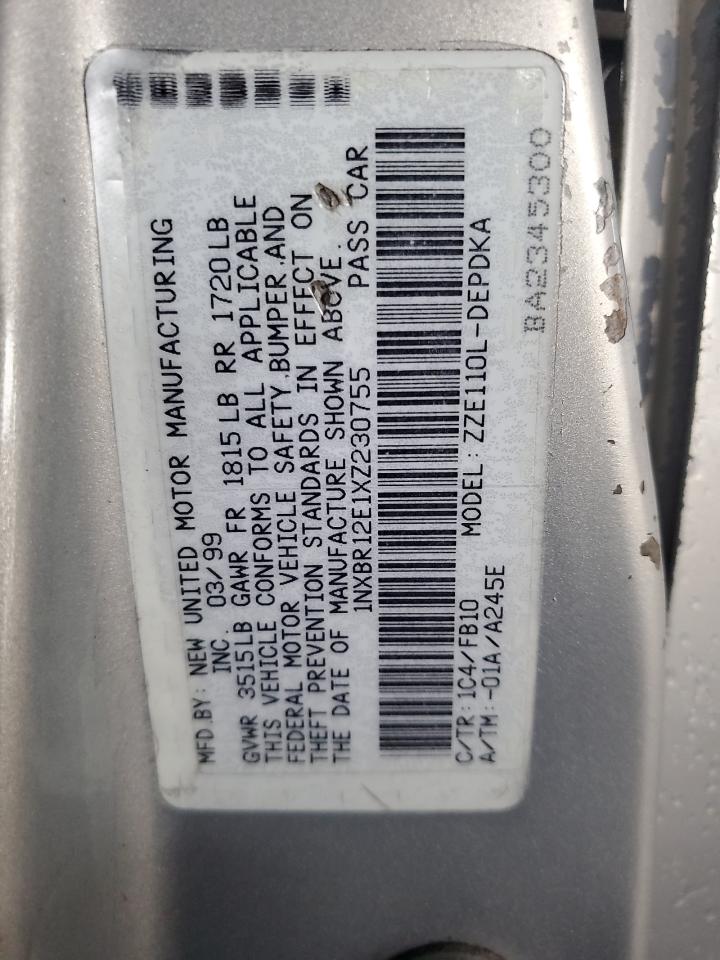 MFD.BY: NEW UNITED MOTOR MANUFACTURING
INC. 03/99
GVWR 3515LB GAWR FR 1815LB RR 1720LB
THIS VEHICLE CONFORMS TO ALL APPLICABLE
FEDERAL MOTOR VEHICLE SAFETY.BUMPER.AND
THEFT PREVENTION STANDARDS IN EFFECT ON
THE DATE OF MANUFACTURE SHOWN ABOVE.
1NXBR12E1XZ230755 PASS CAR
C/TR:1C4/FB10 MODEL:ZZE110L-DEPDKA
A/TM:-01A/A245E
BA2345300